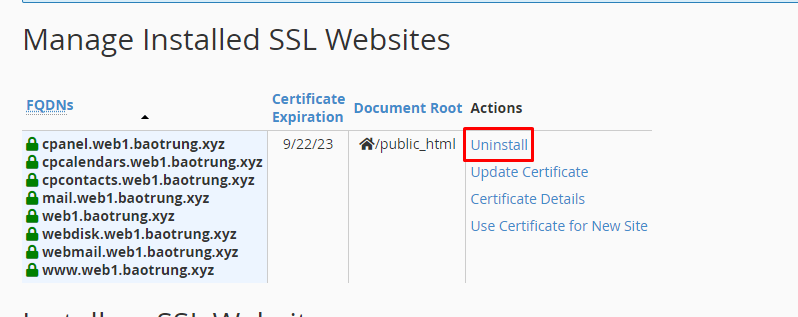 Manage Installed SSL Websites
FQDNs
Certificate Expiration
Document Root
Actions
cpanel.web1.baotrung.xyz
cpcalendars.web1.baotrung.xyz
cpcontacts.web1.baotrung.xyz
mail.web1.baotrung.xyz
web1.baotrung.xyz
webdisk.web1.baotrung.xyz
webmail.web1.baotrung.xyz
www.web1.baotrung.xyz
9/22/23
/public_html
Uninstall
Update Certificate
Certificate Details
Use Certificate for New Site